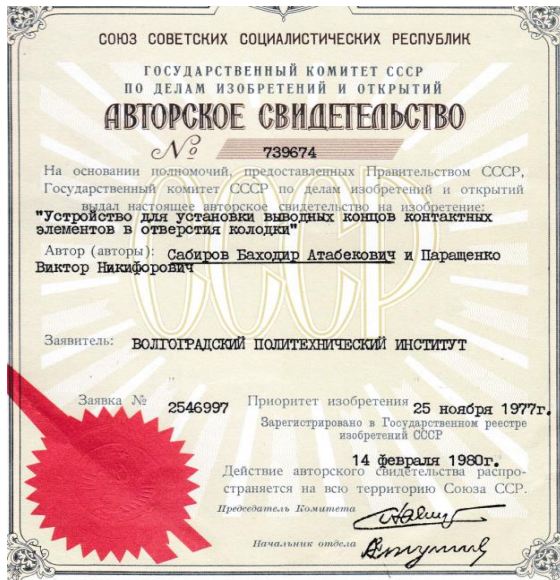 СОЮЗ СОВЕТСКИХ СОЦИАЛИСТИЧЕСКИХ РЕСПУБЛИК
ГОСУДАРСТВЕННЫЙ КОМИТЕТ СССР
ПО ДЕЛАМ ИЗОБРЕТЕНИЙ И ОТКРЫТИЙ
АВТОРСКОЕ СВИДЕТЕЛЬСТВО
№ 739674
На основании полномочий, предоставленных Правительством СССР,
Государственный комитет СССР по делам изобретений и открытий
выдал настоящее авторское свидетельство на изобретение:
"Устройство для установки выводных концов контактных
элементов в отверстия колодки"
Автор (авторы): Сабиров Баходир Атабекович и Паращенко
Виктор Никифорович
СССР
Заявитель: ВОЛГОГРАДСКИЙ ПОЛИТЕХНИЧЕСКИЙ ИНСТИТУТ
Заявка № 2546997 Приоритет изобретения 25 ноября 1977г.
Зарегистрировано в Государственном реестре
изобретений СССР
14 февраля 1980г.
Действие авторского свидетельства распро-
страняется на всю территорию Союза ССР.
Председатель Комитета
Начальник отдела